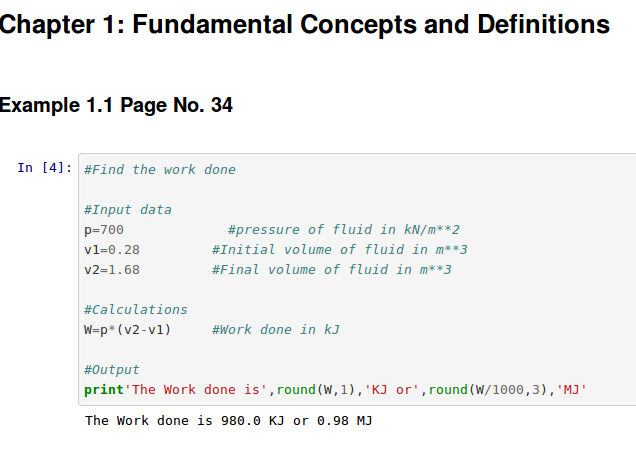 Chapter 1: Fundamental Concepts and Definitions
Example 1.1 Page No. 34
In [4]:
#Find the work done
#Input data
p=700 #pressure of fluid in kN/m**2
v1=0.28 #Initial volume of fluid in m**3
v2=1.68 #Final volume of fluid in m**3
#Calculations
W=p*(v2-v1) #Work done in kJ
#Output
print'The Work done is',round(W,1),'KJ or',round(W/1000,3),'MJ'
The Work done is 980.0 KJ or 0.98 MJ